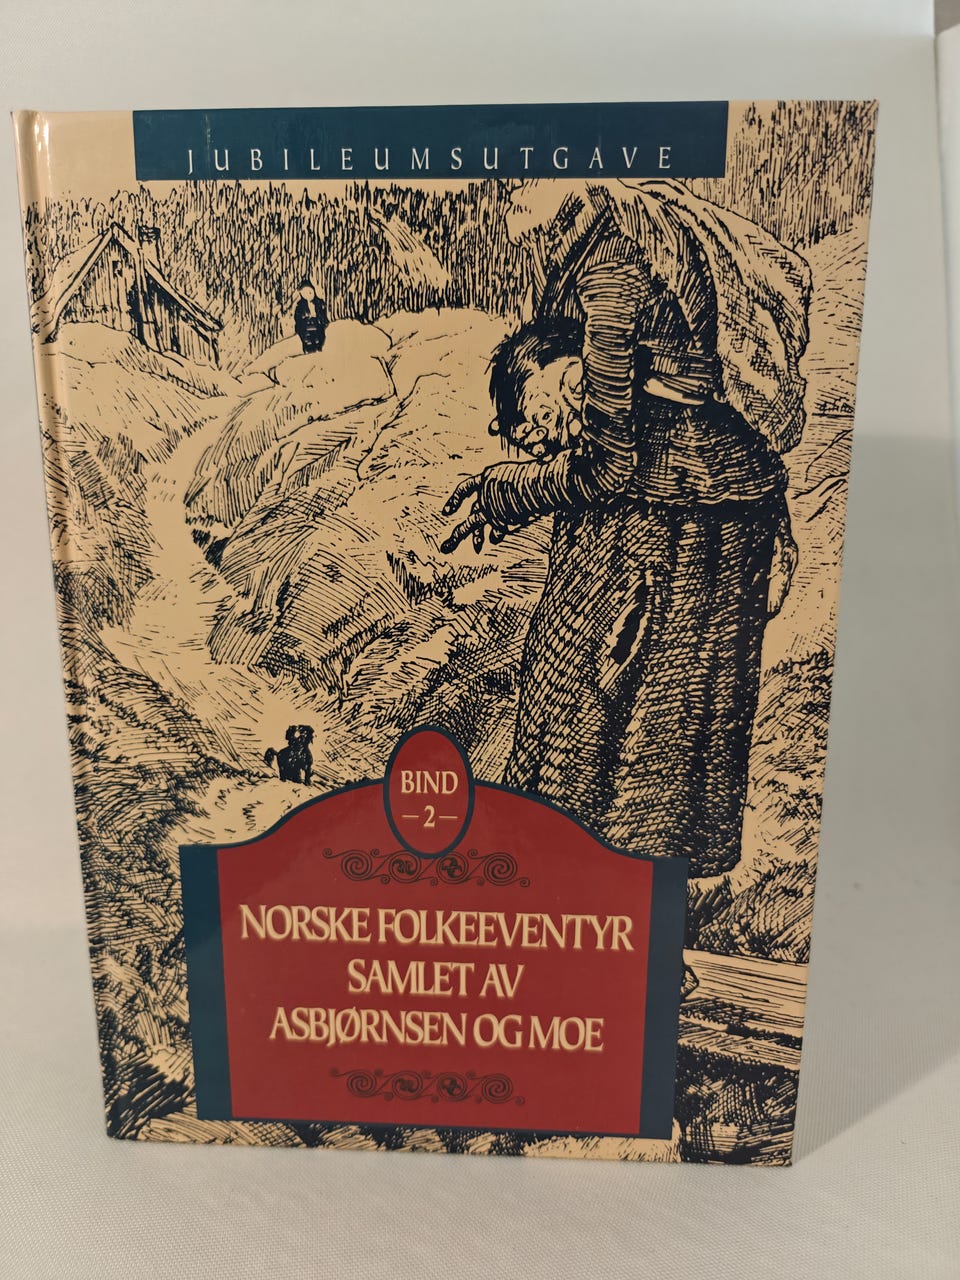 JUBILEUMSUTGAVE
BIND
–2–
NORSKE FOLKEEVENTYR
SAMLET AV
ASBJØRNSEN OG MOE